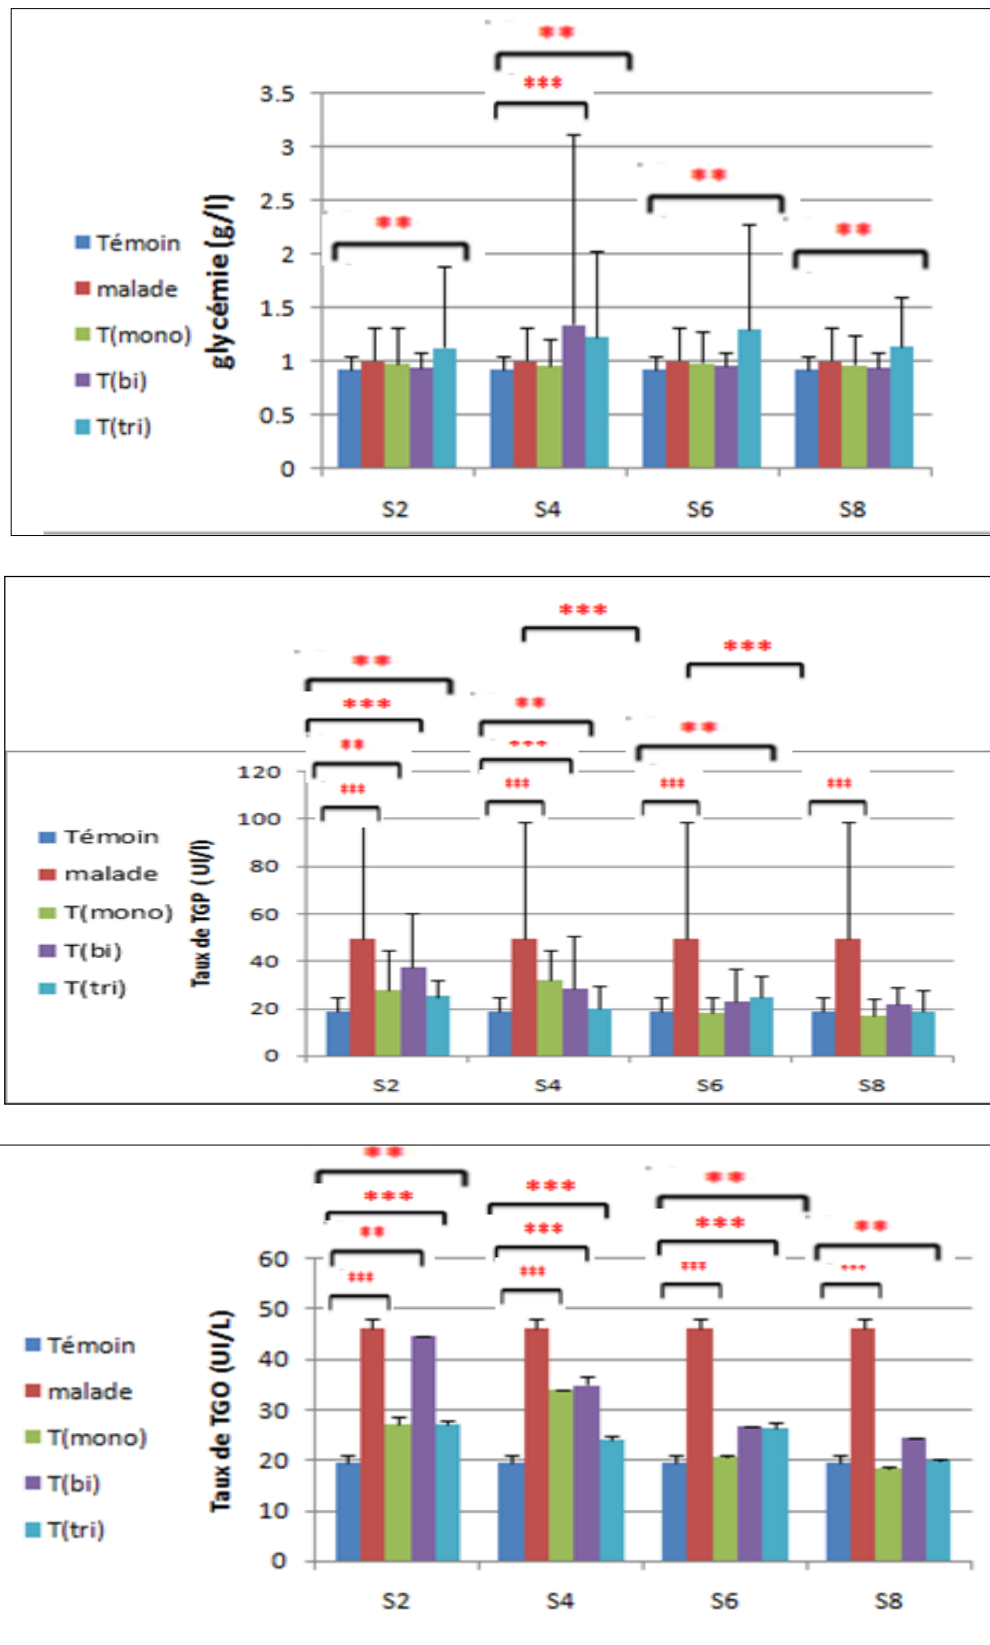 **
***
3.5
3
2.5
2
1.5
1
0.5
0
glycémie (g/l)
**
**
**
Témoin
malade
T(mono)
T(bi)
T(tri)
S2 S4 S6 S8
***
***
**
***
**
***
**
***
**
***
***
***
***
120
100
80
60
40
20
0
Taux de TGP ( UI/l)
Témoin
malade
T(mono)
T(bi)
T(tri)
S2 S4 S6 S8
**
***
**
***
***
***
***
**
***
***
**
***
60
50
40
30
20
10
0
Taux de TGO (UI/L)
Témoin
malade
T(mono)
T(bi)
T(tri)
S2 S4 S6 S8